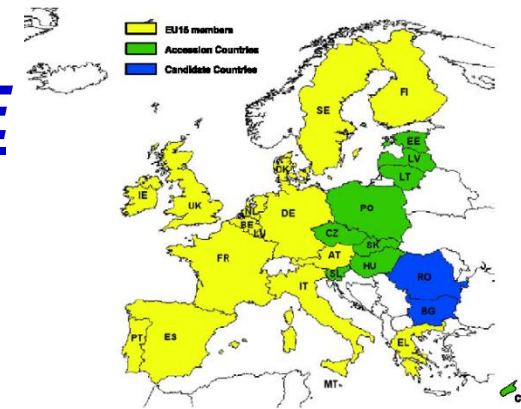 EU15 members
Accession Countries
Candidate Countries
SE
FI
EE
LV
LT
DK
IE
UK
NL
BE
LU
DE
PO
CZ
SK
FR
AT
HU
SL
IT
RO
BG
PT
ES
EL
MT
C